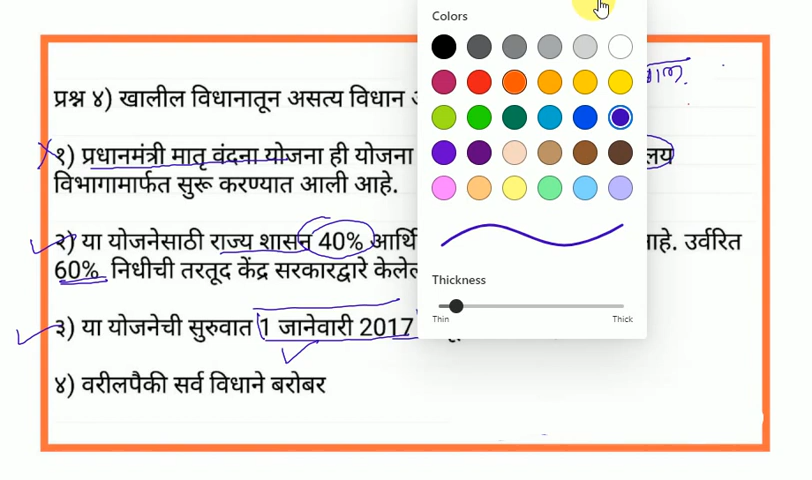 Colors
प्रश्न ४) खालील विधानातून असत्य विधान
१) प्रधानमंत्री मातृ वंदना योजना ही योजना
विभागामार्फत सुरू करण्यात आली आहे.
२) या योजनेसाठी राज्य शासन 40% आहे. उर्वरित
60% निधीची तरतूद केंद्र सरकारद्वारे
Thickness
Thin Thick
३) या योजनेची सुरुवात 1 जानेवारी 2017
४) वरीलपैकी सर्व विधाने बरोबर